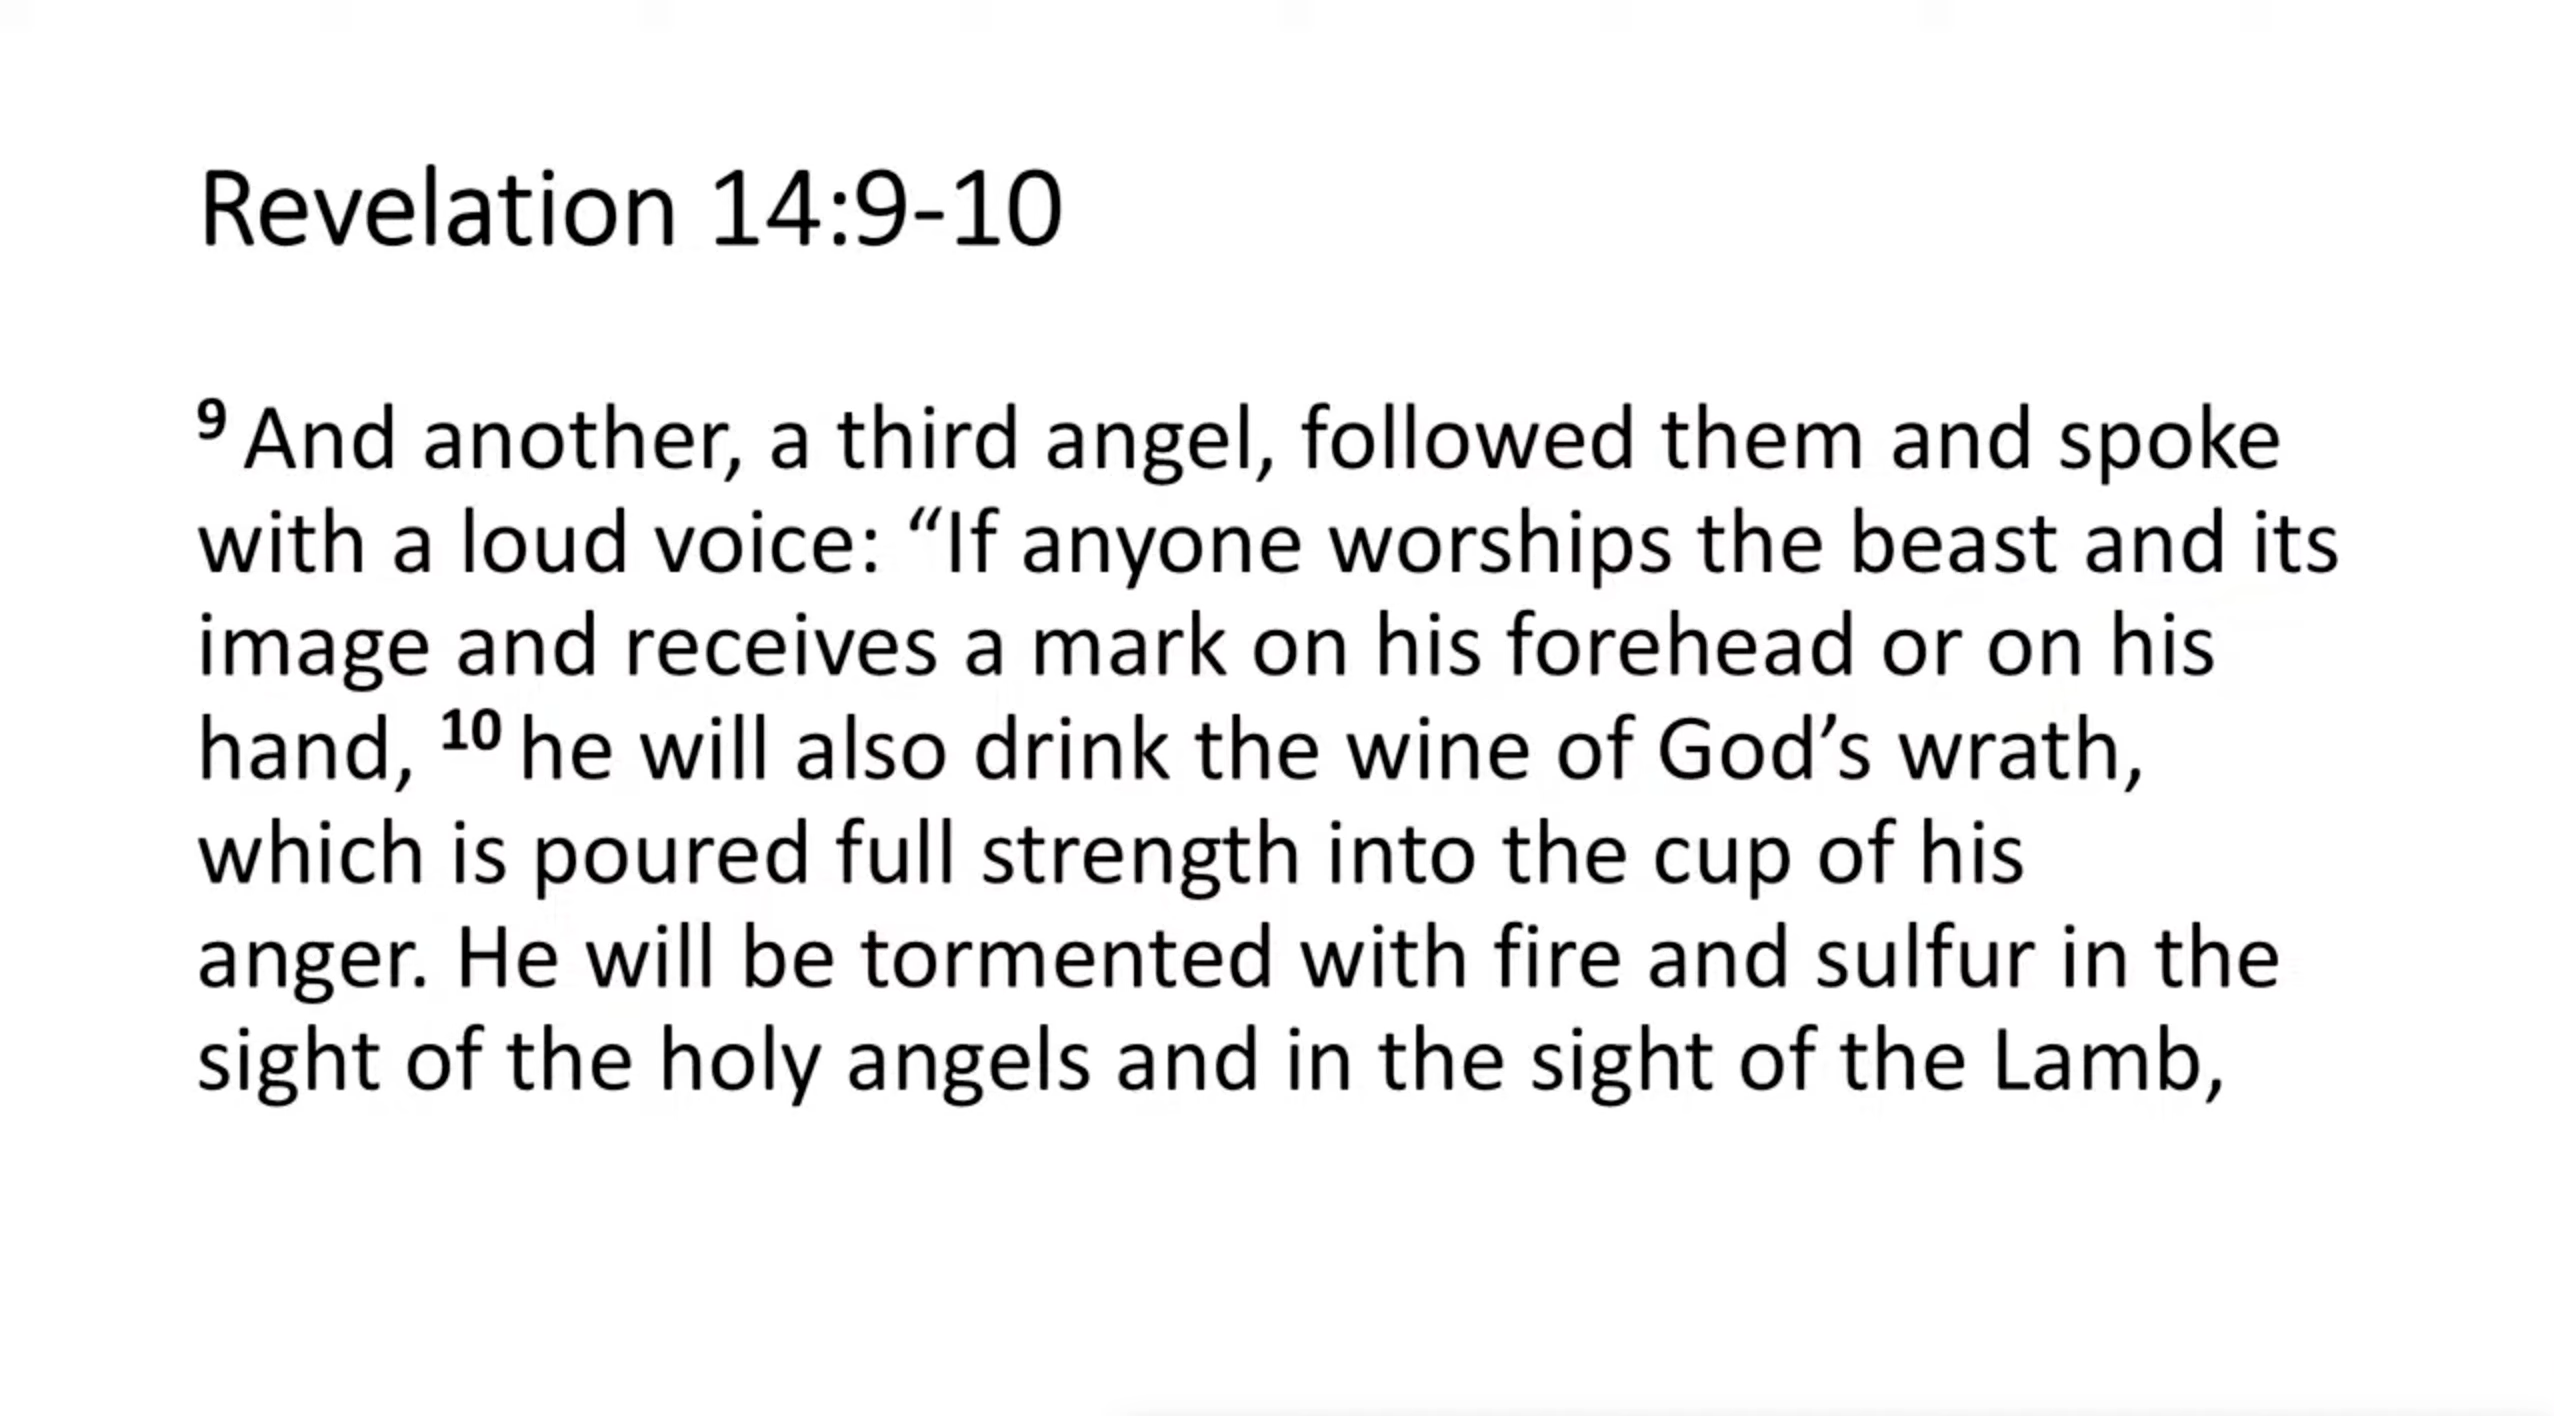 Revelation 14:9-10
9 And another, a third angel, followed them and spoke
with a loud voice: “If anyone worships the beast and its
image and receives a mark on his forehead or on his
hand, 10 he will also drink the wine of God’s wrath,
which is poured full strength into the cup of his
anger. He will be tormented with fire and sulfur in the
sight of the holy angels and in the sight of the Lamb,